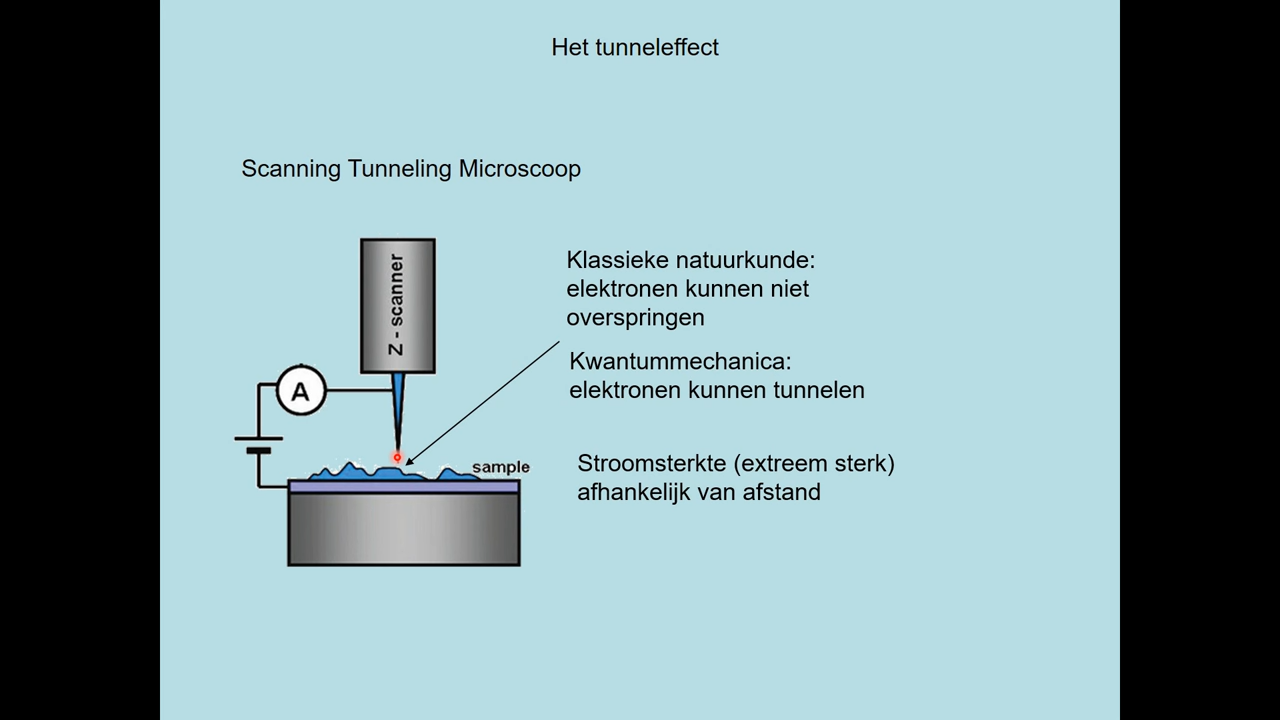 Het tunneleffect
Scanning Tunneling Microscoop
Z - scanner
Klassieke natuurkunde:
elektronen kunnen niet
overspringen
Kwantummechanica:
elektronen kunnen tunnelen
A
sample
Stroomsterkte (extreem sterk)
afhankelijk van afstand